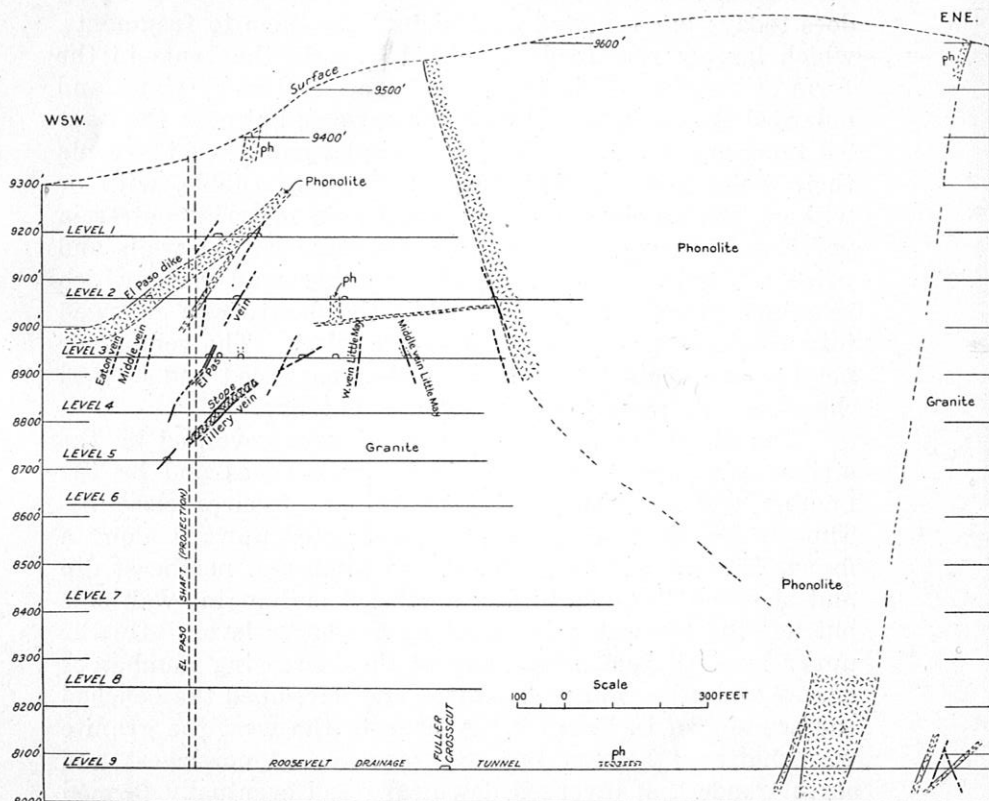 ENE.
9600'
ph
Surface
9500'
WSW.
9400'
ph
9300'
Phonolite
9200'
LEVEL 1
El Paso dike
Phonolite
9100'
ph
LEVEL 2
vein
9000'
Eaton vein
Middle vein
LEVEL 3
El Paso
W. vein Little May
Middle vein Little May
8900'
Stope
Tillery vein
LEVEL 4
Granite
8800'
Granite
LEVEL 5
8700'
LEVEL 6
8600'
EL PASO SHAFT (PROJECTION)
8500'
Phonolite
LEVEL 7
8400'
8300'
LEVEL 8
Scale
100 0 300 FEET
8200'
FULLER CROSSCUT
8100'
ph
LEVEL 9
ROOSEVELT DRAINAGE TUNNEL
8000'